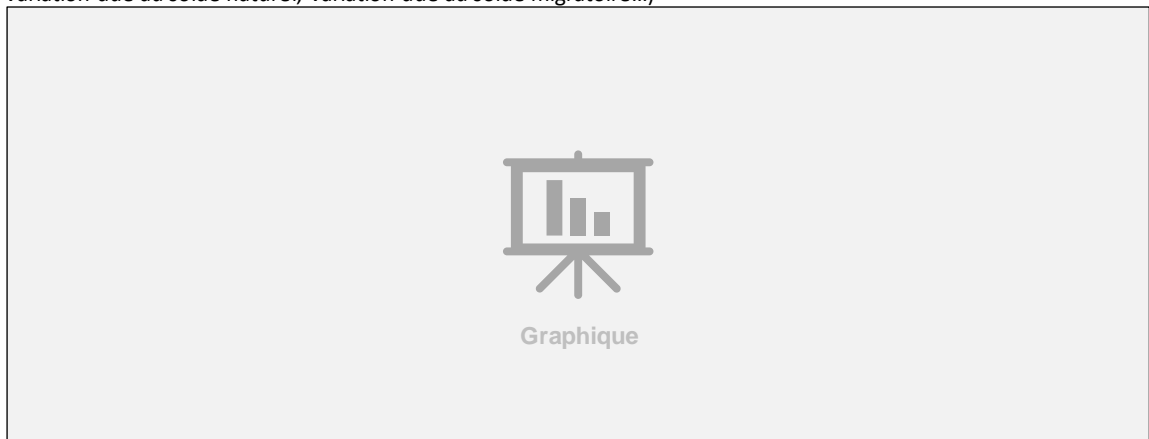 variation due au solde naturel, variation due au solde migratoire…)
Graphique